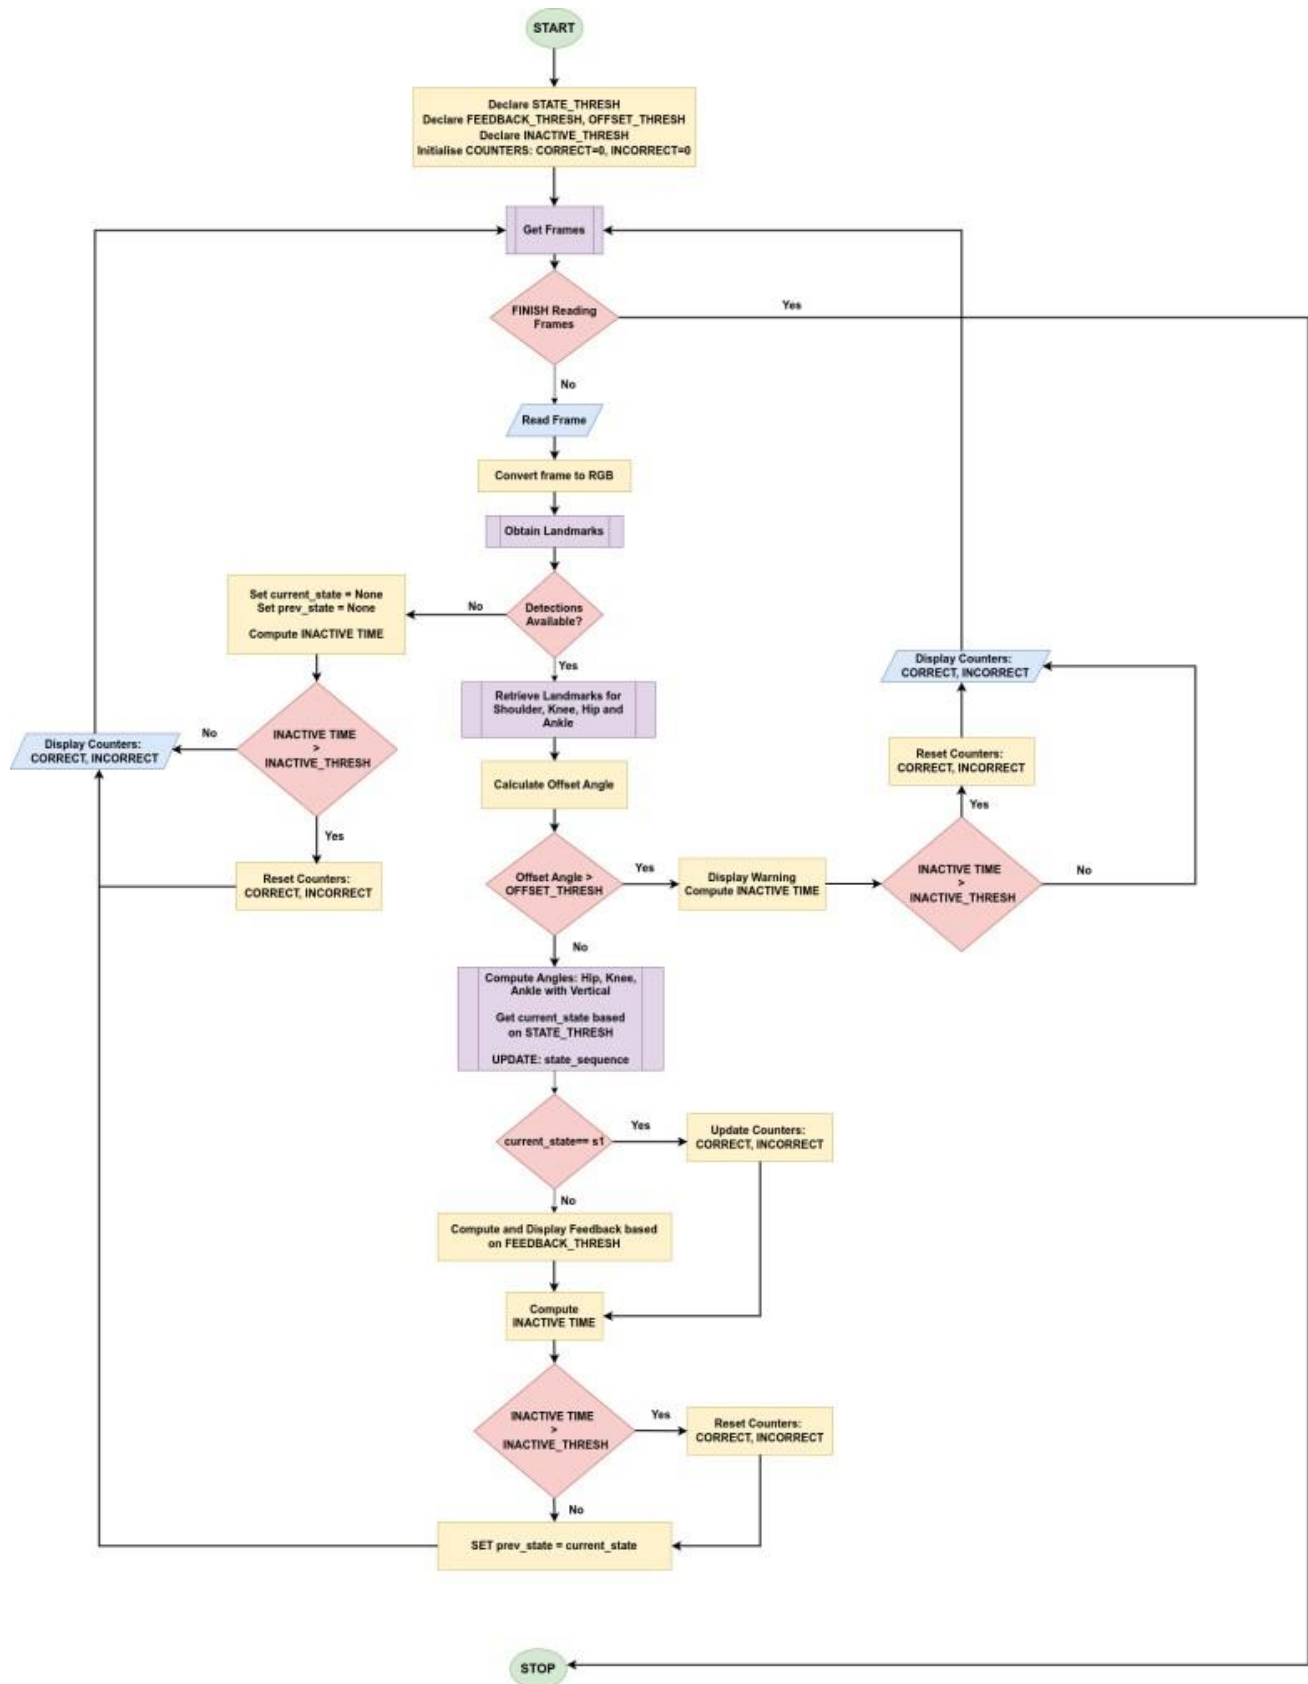 START
Declare STATE_THRESH
Declare FEEDBACK_THRESH, OFFSET_THRESH
Declare INACTIVE_THRESH
Initialise COUNTERS: CORRECT=0, INCORRECT=0
Get Frames
FINISH Reading
Frames
Yes
No
Read Frame
Convert frame to RGB
Obtain Landmarks
Detections
Available?
No
Set current_state = None
Set prev_state = None
Compute INACTIVE TIME
INACTIVE TIME
>
INACTIVE_THRESH
No
Display Counters:
CORRECT, INCORRECT
Yes
Reset Counters:
CORRECT, INCORRECT
Yes
Retrieve Landmarks for
Shoulder, Knee, Hip and
Ankle
Calculate Offset Angle
Offset Angle >
OFFSET_THRESH
Yes
Display Warning
Compute INACTIVE TIME
INACTIVE TIME
>
INACTIVE_THRESH
No
Yes
Reset Counters:
CORRECT, INCORRECT
Display Counters:
CORRECT, INCORRECT
No
Compute Angles: Hip, Knee,
Ankle with Vertical
Get current_state based
on STATE_THRESH
UPDATE: state_sequence
current_state== s1
Yes
Update Counters:
CORRECT, INCORRECT
No
Compute and Display Feedback based
on FEEDBACK_THRESH
Compute
INACTIVE TIME
INACTIVE TIME
>
INACTIVE_THRESH
Yes
Reset Counters:
CORRECT, INCORRECT
No
SET prev_state = current_state
STOP